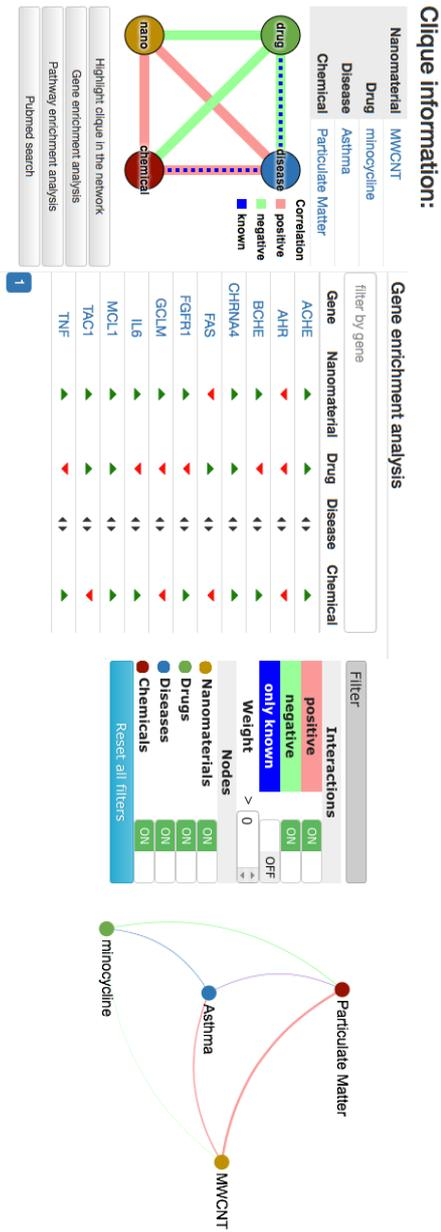 Clique information:
Nanomaterial MWCNT
Drug minocycline
Disease Asthma
Chemical Particulate Matter
drug
disease
nano
chemical
Correlation
positive
negative
known
Highlight clique in the network
Gene enrichment analysis
Pathway enrichment analysis
Pubmed search
Gene enrichment analysis
filter by gene
Gene Nanomaterial Drug Disease Chemical
ACHE
AHR
BCHE
CHRNA4
FAS
FGFR1
GCLM
IL6
MCL1
TAC1
TNF
1
Filter
Interactions
positive ON
negative ON
only known OFF
Weight > 0
Nodes
Nanomaterials ON
Drugs ON
Diseases ON
Chemicals ON
Reset all filters
Particulate Matter
Asthma
minocycline
MWCNT